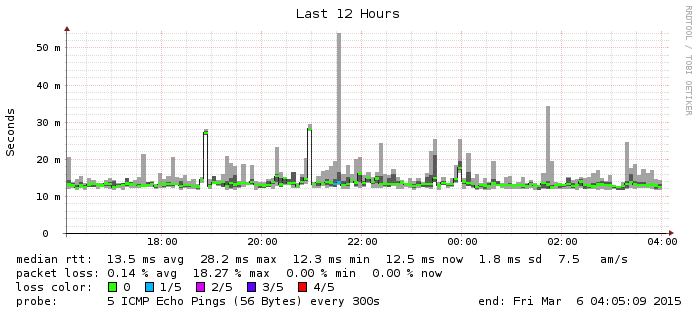 Last 12 Hours
RRDTOOL / TOBI OETIKER
Seconds
50 m
40 m
30 m
20 m
10 m
0
18:00 20:00 22:00 00:00 02:00 04:00
median rtt: 13.5 ms avg 28.2 ms max 12.3 ms min 12.5 ms now 1.8 ms sd 7.5 am/s
packet loss: 0.14 % avg 18.27 % max 0.00 % min 0.00 % now
loss color: 0 1/5 2/5 3/5 4/5
probe: 5 ICMP Echo Pings (56 Bytes) every 300s end: Fri Mar 6 04:05:09 2015